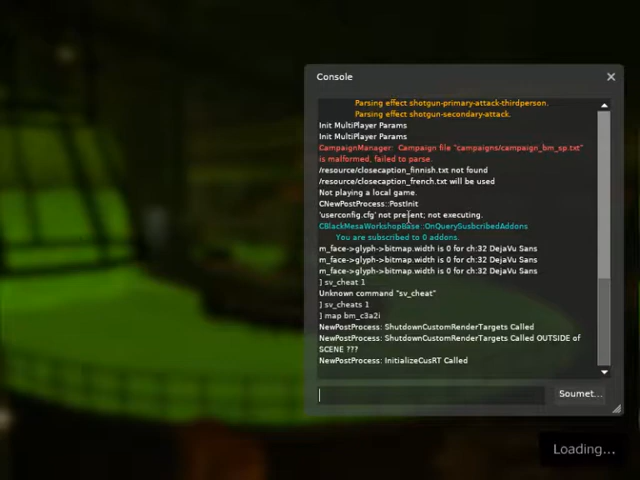 Console
Parsing effect shotgun-primary-attack-thirdperson.
Parsing effect shotgun-secondary-attack.
Init MultiPlayer Params
Init MultiPlayer Params
CampaignManager: Campaign file "campaigns/campaign_bm_sp.txt"
is malformed, failed to parse.
/resource/closecaption_finnish.txt not found
/resource/closecaption_french.txt will be used
Not playing a local game.
CNewPostProcess::PostInit
'userconfig.cfg' not present; not executing.
CBlackMesaWorkshopBase::OnQuerySusbcribedAddons
You are subscribed to 0 addons.
m_face->glyph->bitmap.width is 0 for ch:32 DejaVu Sans
m_face->glyph->bitmap.width is 0 for ch:32 DejaVu Sans
m_face->glyph->bitmap.width is 0 for ch:32 DejaVu Sans
] sv_cheat 1
Unknown command "sv_cheat"
] sv_cheats 1
] map bm_c3a2i
NewPostProcess: ShutdownCustomRenderTargets Called
NewPostProcess: ShutdownCustomRenderTargets Called OUTSIDE of
SCENE ???
NewPostProcess: InitializeCusRT Called
Soumet...
Loading...